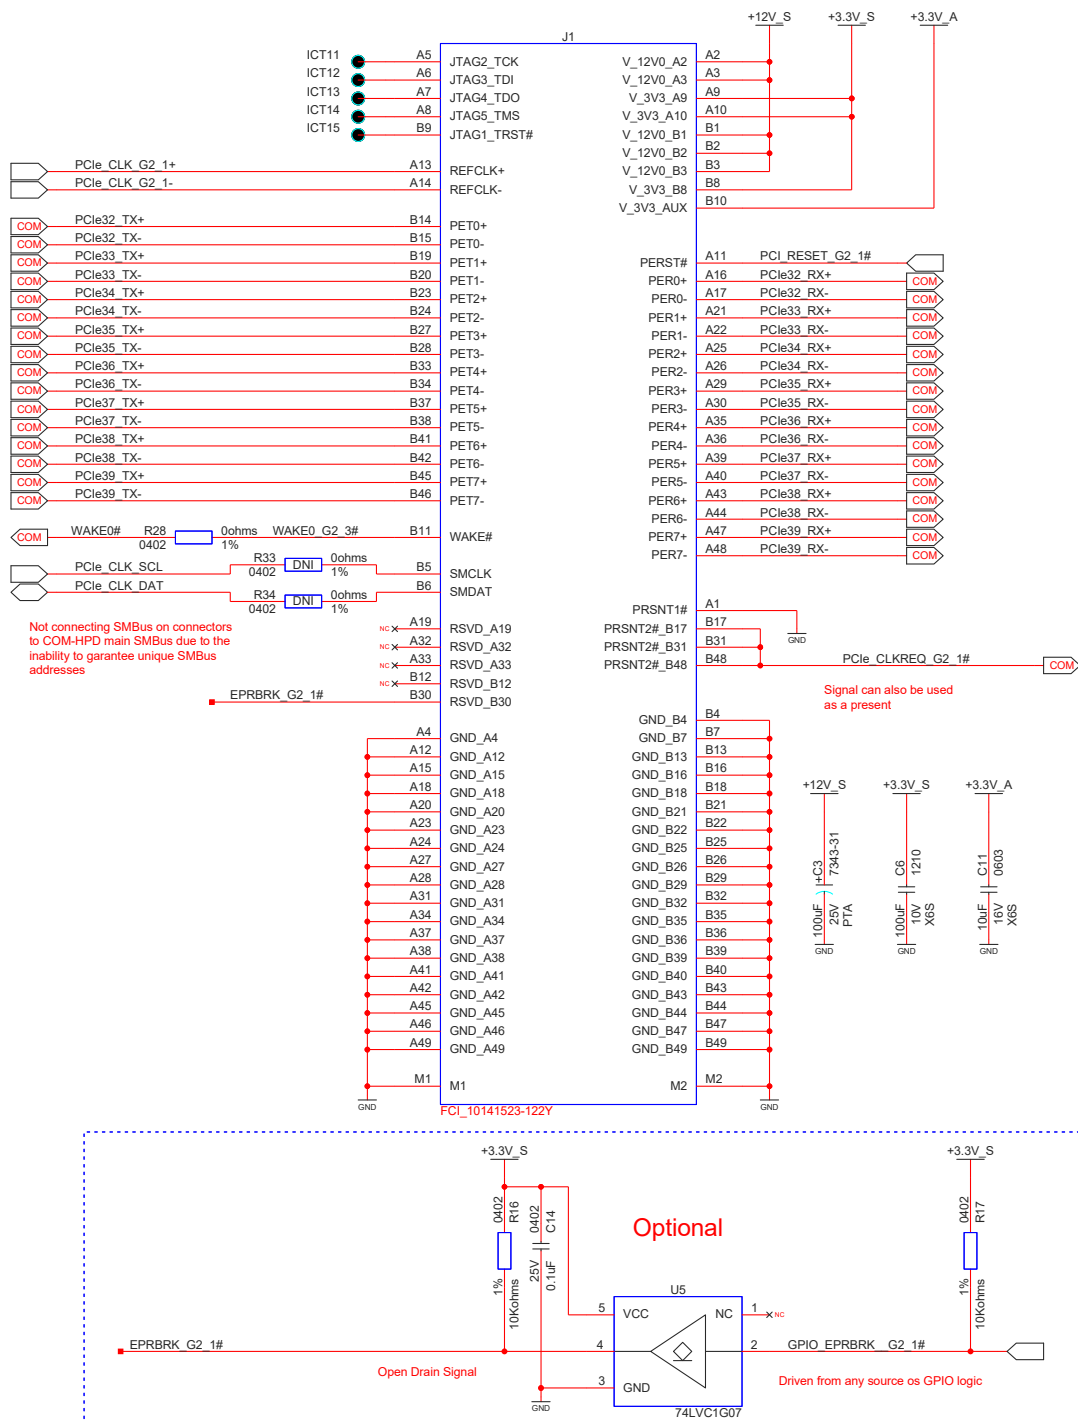 +12V_S +3.3V_S +3.3V_A
J1
ICT11 A5 JTAG2_TCK V_12V0_A2 A2
ICT12 A6 JTAG3_TDI V_12V0_A3 A3
ICT13 A7 JTAG4_TDO V_3V3_A9 A9
ICT14 A8 JTAG5_TMS V_3V3_A10 A10
ICT15 B9 JTAG1_TRST# V_12V0_B1 B1
V_12V0_B2 B2
PCIe_CLK_G2_1+ A13 REFCLK+ V_12V0_B3 B3
PCIe_CLK_G2_1- A14 REFCLK- V_3V3_B8 B8
V_3V3_AUX B10
COM PCIe32_TX+ B14 PET0+
COM PCIe32_TX- B15 PET0-
COM PCIe33_TX+ B19 PET1+ PERST# A11 PCI_RESET_G2_1#
COM PCIe33_TX- B20 PET1- PER0+ A16 PCIe32_RX+ COM
COM PCIe34_TX+ B23 PET2+ PER0- A17 PCIe32_RX- COM
COM PCIe34_TX- B24 PET2- PER1+ A21 PCIe33_RX+ COM
COM PCIe35_TX+ B27 PET3+ PER1- A22 PCIe33_RX- COM
COM PCIe35_TX- B28 PET3- PER2+ A25 PCIe34_RX+ COM
COM PCIe36_TX+ B33 PET4+ PER2- A26 PCIe34_RX- COM
COM PCIe36_TX- B34 PET4- PER3+ A29 PCIe35_RX+ COM
COM PCIe37_TX+ B37 PET5+ PER3- A30 PCIe35_RX- COM
COM PCIe37_TX- B38 PET5- PER4+ A35 PCIe36_RX+ COM
COM PCIe38_TX+ B41 PET6+ PER4- A36 PCIe36_RX- COM
COM PCIe38_TX- B42 PET6- PER5+ A39 PCIe37_RX+ COM
COM PCIe39_TX+ B45 PET7+ PER5- A40 PCIe37_RX- COM
COM PCIe39_TX- B46 PET7- PER6+ A43 PCIe38_RX+ COM
PER6- A44 PCIe38_RX- COM
COM WAKE0# R28 0402 0ohms 1% WAKE0_G2_3# B11 WAKE# PER7+ A47 PCIe39_RX+ COM
PER7- A48 PCIe39_RX- COM
PCIe_CLK_SCL R33 0402 DNI 0ohms 1% B5 SMCLK
PCIe_CLK_DAT R34 0402 DNI 0ohms 1% B6 SMDAT
PRSNT1# A1 GND
Not connecting SMBus on connectors
to COM-HPD main SMBus due to the
inability to garantee unique SMBus
addresses
NC A19 RSVD_A19 PRSNT2#_B17 B17
NC A32 RSVD_A32 PRSNT2#_B31 B31
NC A33 RSVD_A33 PRSNT2#_B48 B48 PCIe_CLKREQ_G2_1# COM
NC B12 RSVD_B12
EPRBRK_G2_1# B30 RSVD_B30
Signal can also be used
as a present
GND_B4 B4
A4 GND_A4 GND_B7 B7
A12 GND_A12 GND_B13 B13
A15 GND_A15 GND_B16 B16
A18 GND_A18 GND_B18 B18
A20 GND_A20 GND_B21 B21
A23 GND_A23 GND_B22 B22
A24 GND_A24 GND_B25 B25
A27 GND_A27 GND_B26 B26
A28 GND_A28 GND_B29 B29
A31 GND_A31 GND_B32 B32
A34 GND_A34 GND_B35 B35
A37 GND_A37 GND_B36 B36
A38 GND_A38 GND_B39 B39
A41 GND_A41 GND_B40 B40
A42 GND_A42 GND_B43 B43
A45 GND_A45 GND_B44 B44
A46 GND_A46 GND_B47 B47
A49 GND_A49 GND_B49 B49
M1 M1 M2 M2
GND GND
FCI_10141523-122Y
+12V_S +3.3V_S +3.3V_A
+C3 7343-31 100uF 25V PTA
C6 1210 100uF 10V X6S
C11 0603 10uF 16V X6S
GND GND GND
+3.3V_S +3.3V_S
0402 R16 1% 10Kohms
0402 C14 25V 0.1uF
Optional
0402 R17 1% 10Kohms
U5
5 VCC NC 1 NC
EPRBRK_G2_1# 4 2 GPIO_EPRBRK__G2_1#
Open Drain Signal
3 GND
Driven from any source os GPIO logic
GND
74LVC1G07